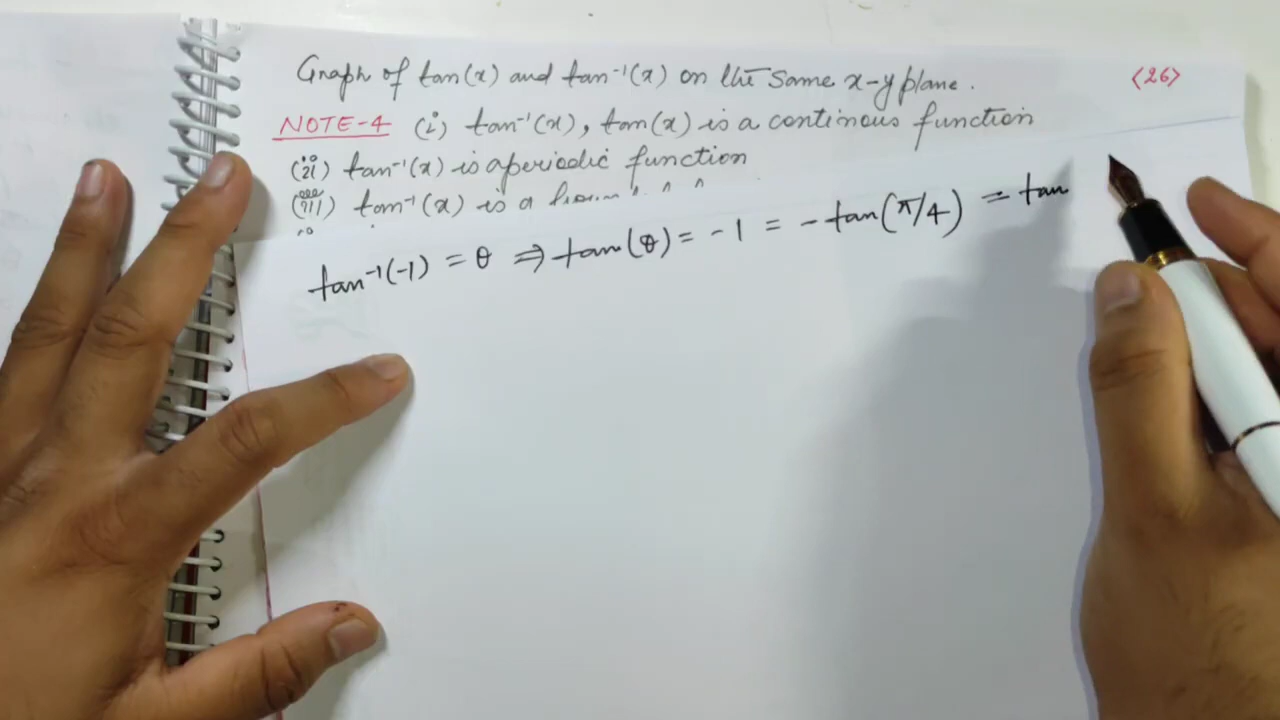 Graph of tan(x) and tan⁻¹(x) on the same x-y plane. <26>
NOTE-4 (i) tan⁻¹(x), tan(x) is a continous function
(ii) tan⁻¹(x) is aperiodic function
(iii) tan⁻¹(x) is a
tan⁻¹(-1) = θ ⇒ tan(θ) = -1 = -tan(π/4) = tan